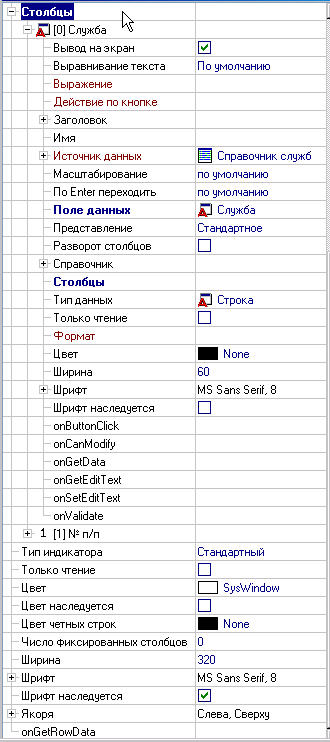 Столбцы
[0] Служба
Вывод на экран
Выравнивание текста По умолчанию
Выражение
Действие по кнопке
Заголовок
Имя
Источник данных Справочник служб
Масштабирование по умолчанию
По Enter переходить по умолчанию
Поле данных Служба
Представление Стандартное
Разворот столбцов
Справочник
Столбцы
Тип данных Строка
Только чтение
Формат
Цвет None
Ширина 60
Шрифт MS Sans Serif, 8
Шрифт наследуется
onButtonClick
onCanModify
onGetData
onGetEditText
onSetEditText
onValidate
1 [1] № п/п
Тип индикатора Стандартный
Только чтение
Цвет SysWindow
Цвет наследуется
Цвет четных строк None
Число фиксированных столбцов 0
Ширина 320
Шрифт MS Sans Serif, 8
Шрифт наследуется
Якоря Слева, Сверху
onGetRowData